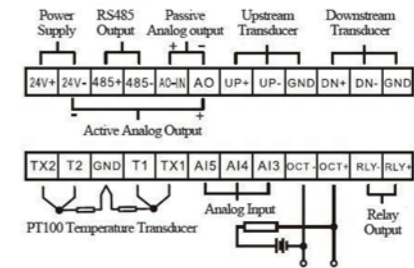 Power RS485 Passive Upstream Downstream
Supply Output Analog output Transducer Transducer
+ −
24V+ 24V- 485+ 485- AO-IN AO UP+ UP- GND DN+ DN- GND
- +
Active Analog Output
TX2 T2 GND T1 TX1 AI5 AI4 AI3 OCT - OCT+ RLY- RLY+
Analog Input Relay
PT100 Temperature Transducer Output